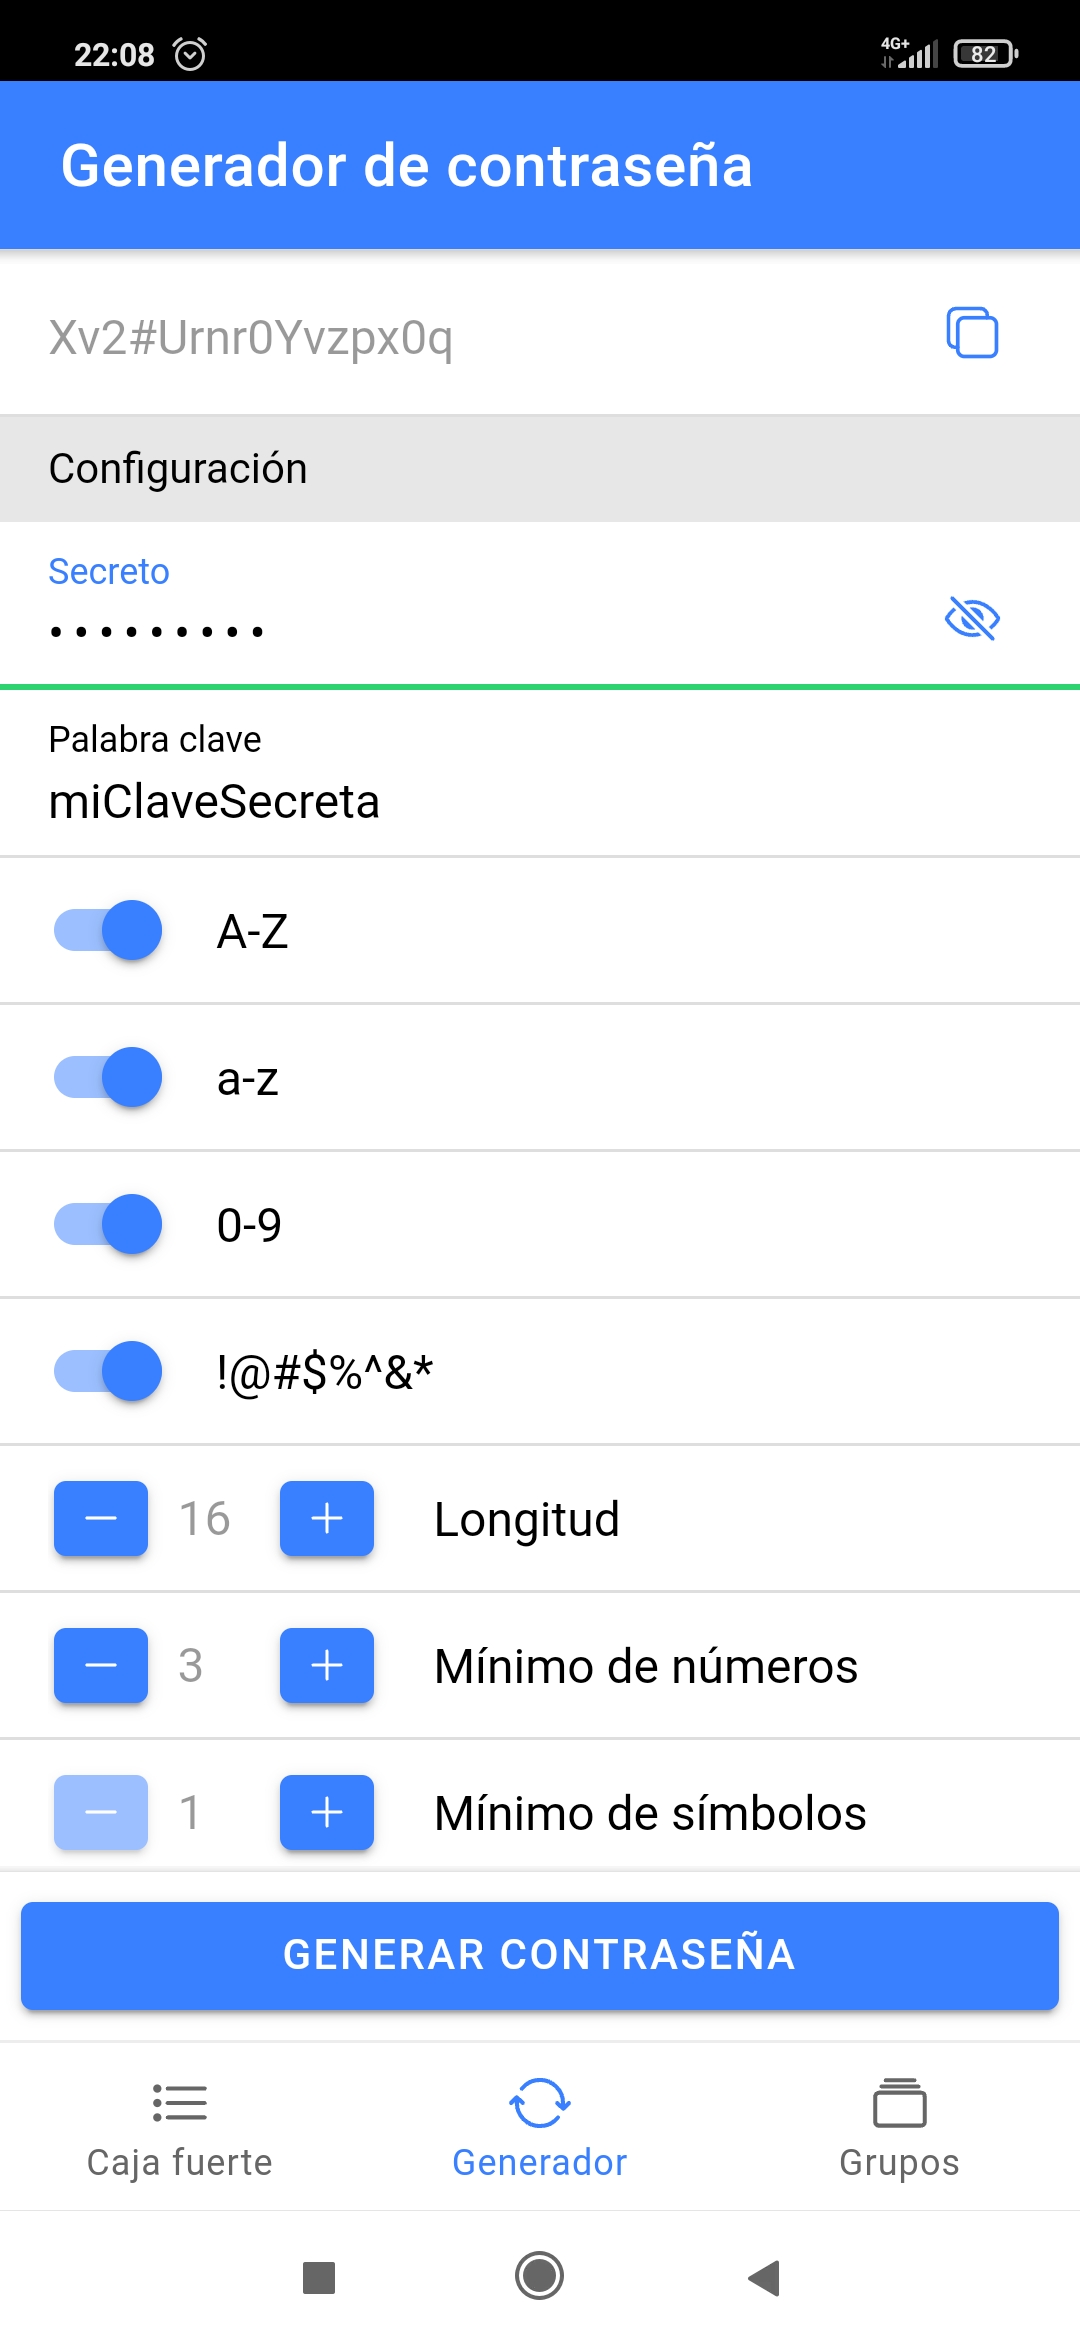 22:08
4G+
82
Generador de contraseña
Xv2#Urnr0Yvzpx0q
Configuración
Secreto
•••••••••
Palabra clave
miClaveSecreta
A-Z
a-z
0-9
!@#$%^&*
16 Longitud
3 Mínimo de números
1 Mínimo de símbolos
GENERAR CONTRASEÑA
Caja fuerte
Generador
Grupos